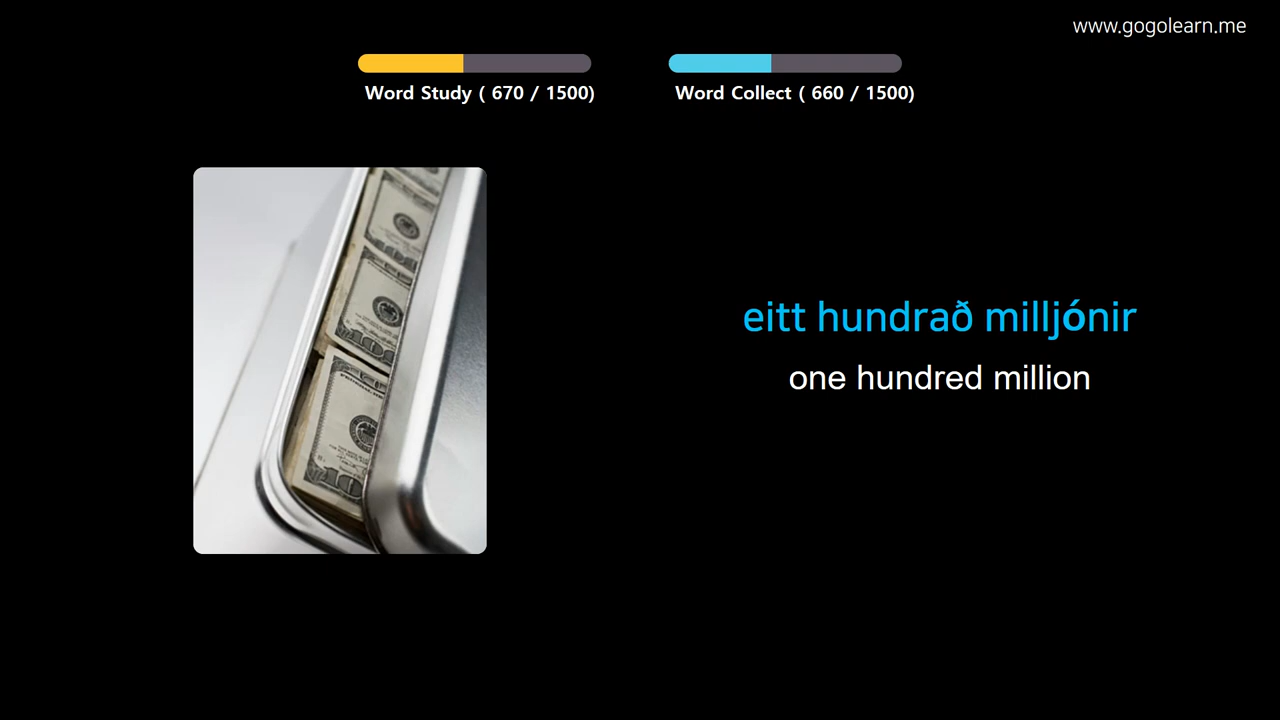 www.gogolearn.me
Word Study ( 670 / 1500)
Word Collect ( 660 / 1500)
eitt hundrað milljónir
one hundred million